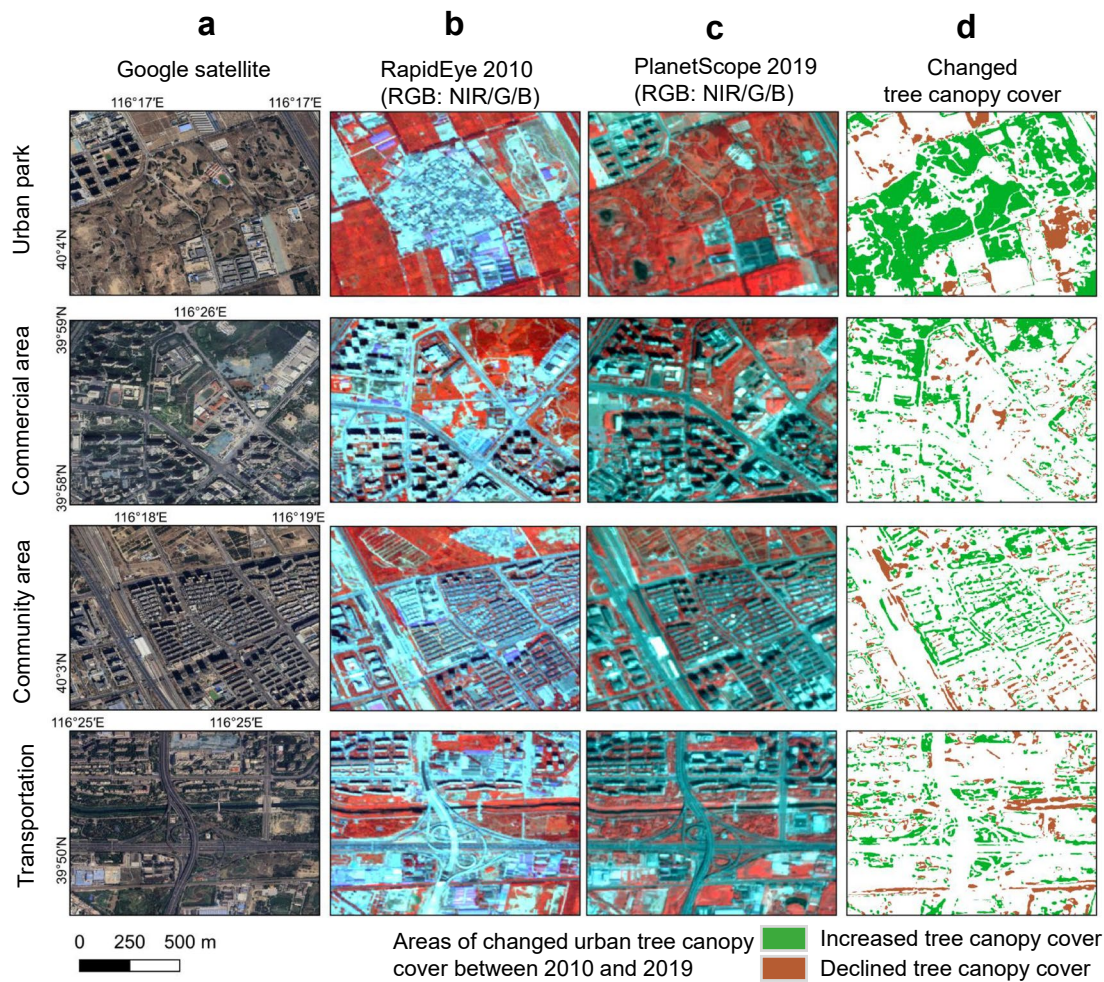 a b c d
Google satellite
RapidEye 2010
(RGB: NIR/G/B)
PlanetScope 2019
(RGB: NIR/G/B)
Changed
tree canopy cover
116°17'E 116°17'E
Urban park
40°4'N
116°26'E
Commercial area
39°59'N
39°58'N
116°18'E 116°19'E
Community area
40°3'N
116°25'E 116°25'E
Transportation
39°50'N
0 250 500 m
Areas of changed urban tree canopy
cover between 2010 and 2019
Increased tree canopy cover
Declined tree canopy cover